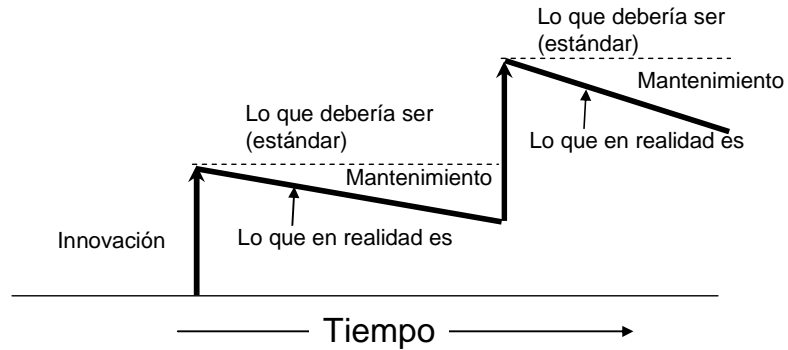 Lo que debería ser
(estándar)
Mantenimiento
Lo que en realidad es
Lo que debería ser
(estándar)
Mantenimiento
Lo que en realidad es
Innovación
Tiempo